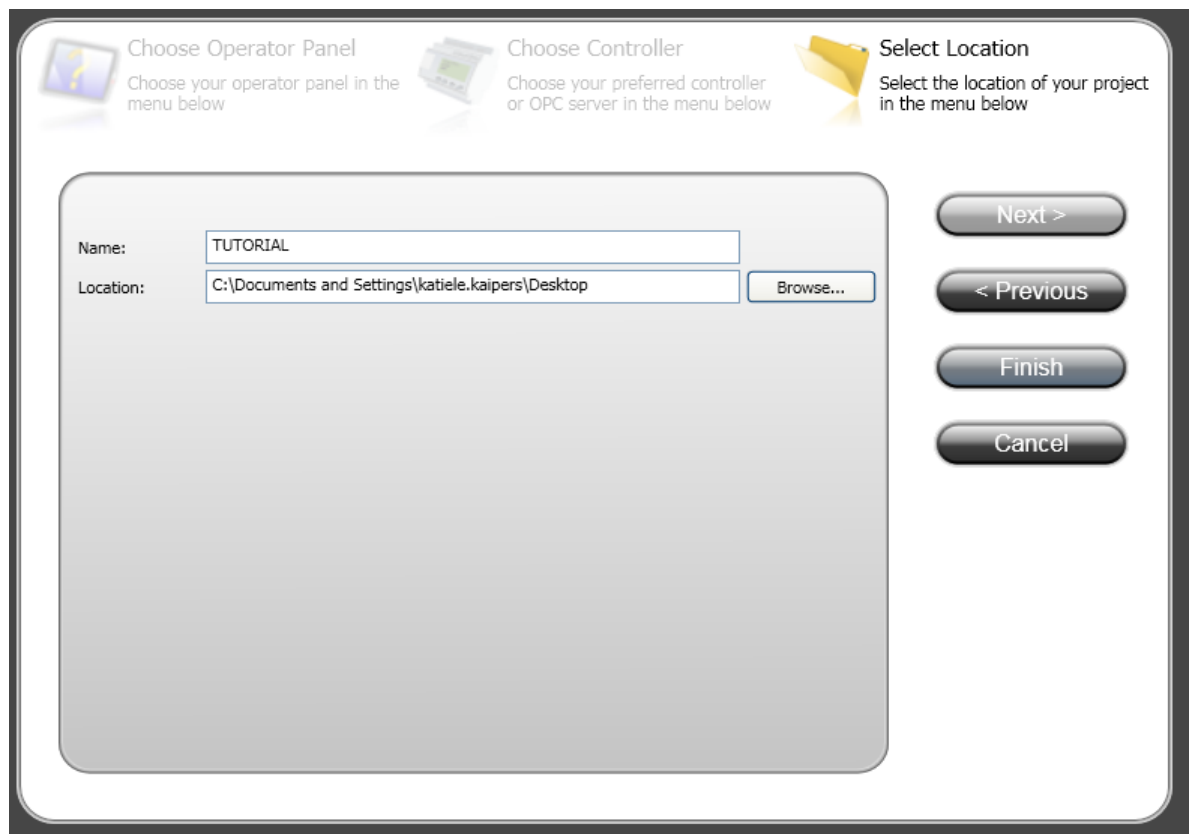 Choose Operator Panel
Choose your operator panel in the
menu below
Choose Controller
Choose your preferred controller
or OPC server in the menu below
Select Location
Select the location of your project
in the menu below
Name:
TUTORIAL
Location:
C:\Documents and Settings\katiele.kaipers\Desktop
Browse...
Next >
< Previous
Finish
Cancel